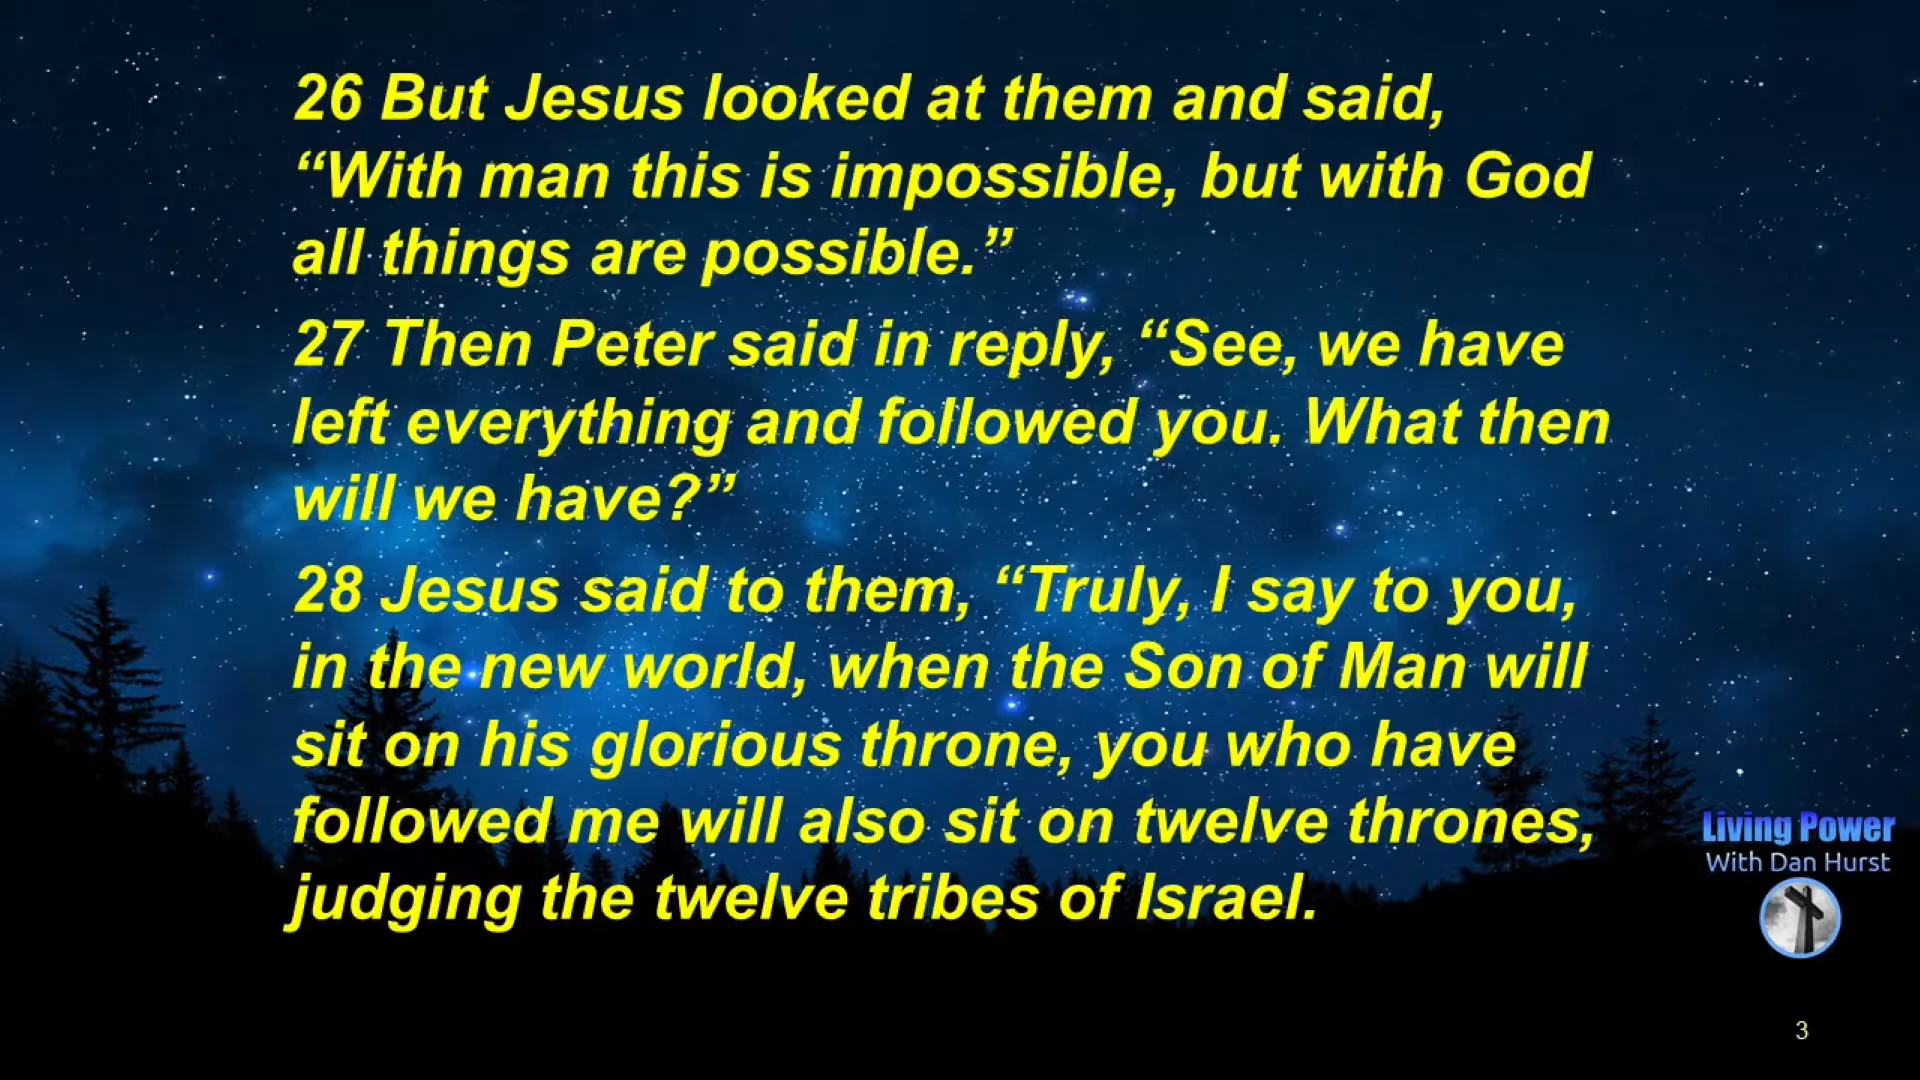 26 But Jesus looked at them and said,
“With man this is impossible, but with God
all things are possible.”
27 Then Peter said in reply, “See, we have
left everything and followed you. What then
will we have?”
28 Jesus said to them, “Truly, I say to you,
in the new world, when the Son of Man will
sit on his glorious throne, you who have
followed me will also sit on twelve thrones,
judging the twelve tribes of Israel.
Living Power
With Dan Hurst
3